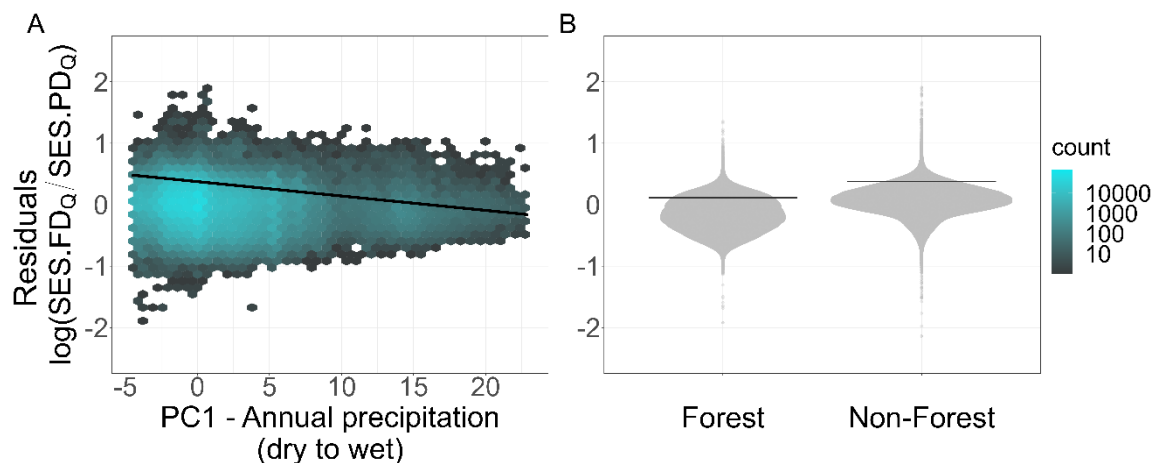 A
Residuals
log(SES.FDQ/ SES.PDQ)
2
1
0
-1
-2
-5 0 5 10 15 20
PC1 - Annual precipitation
(dry to wet)
B
2
1
0
-1
-2
Forest Non-Forest
count
10000
1000
100
10